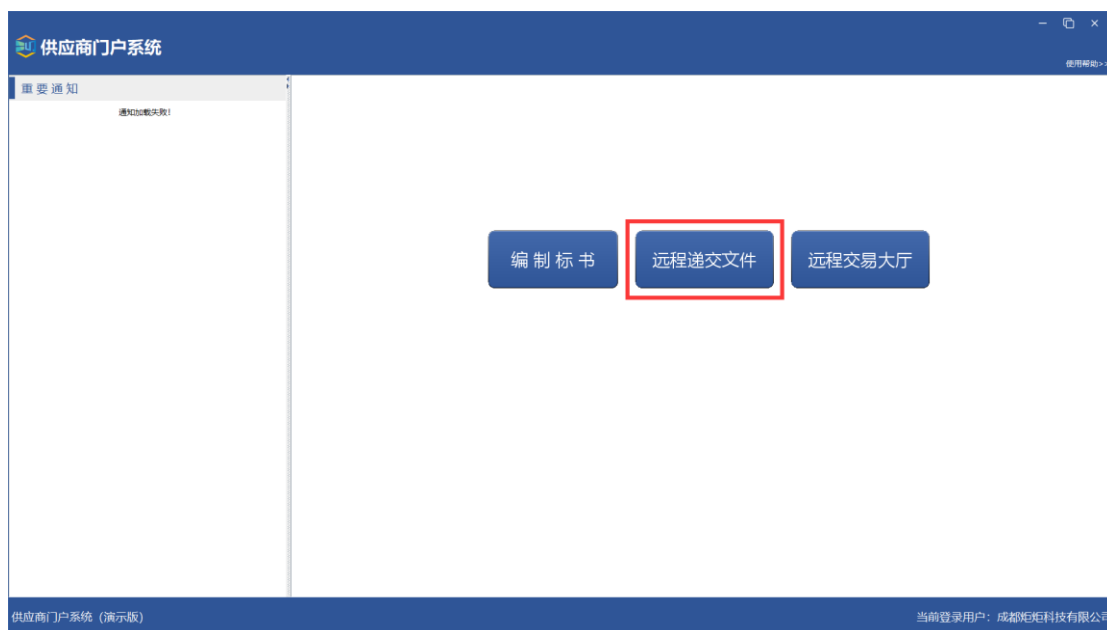 供应商门户系统
使用帮助>>
重要通知
通知加载失败!
编制标书
远程递交文件
远程交易大厅
供应商门户系统 (演示版)
当前登录用户: 成都炬炬科技有限公司